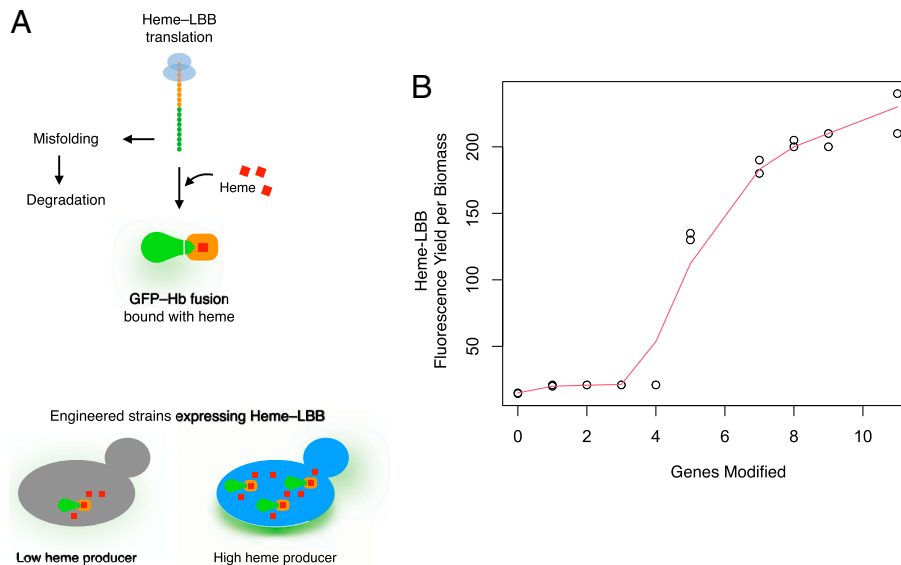 A
Heme–LBB
translation
Misfolding
Degradation
Heme
GFP–Hb fusion
bound with heme
Engineered strains expressing Heme–LBB
Low heme producer
High heme producer
B
Heme-LBB
Fluorescence Yield per Biomass
200
150
100
50
0 2 4 6 8 10
Genes Modified